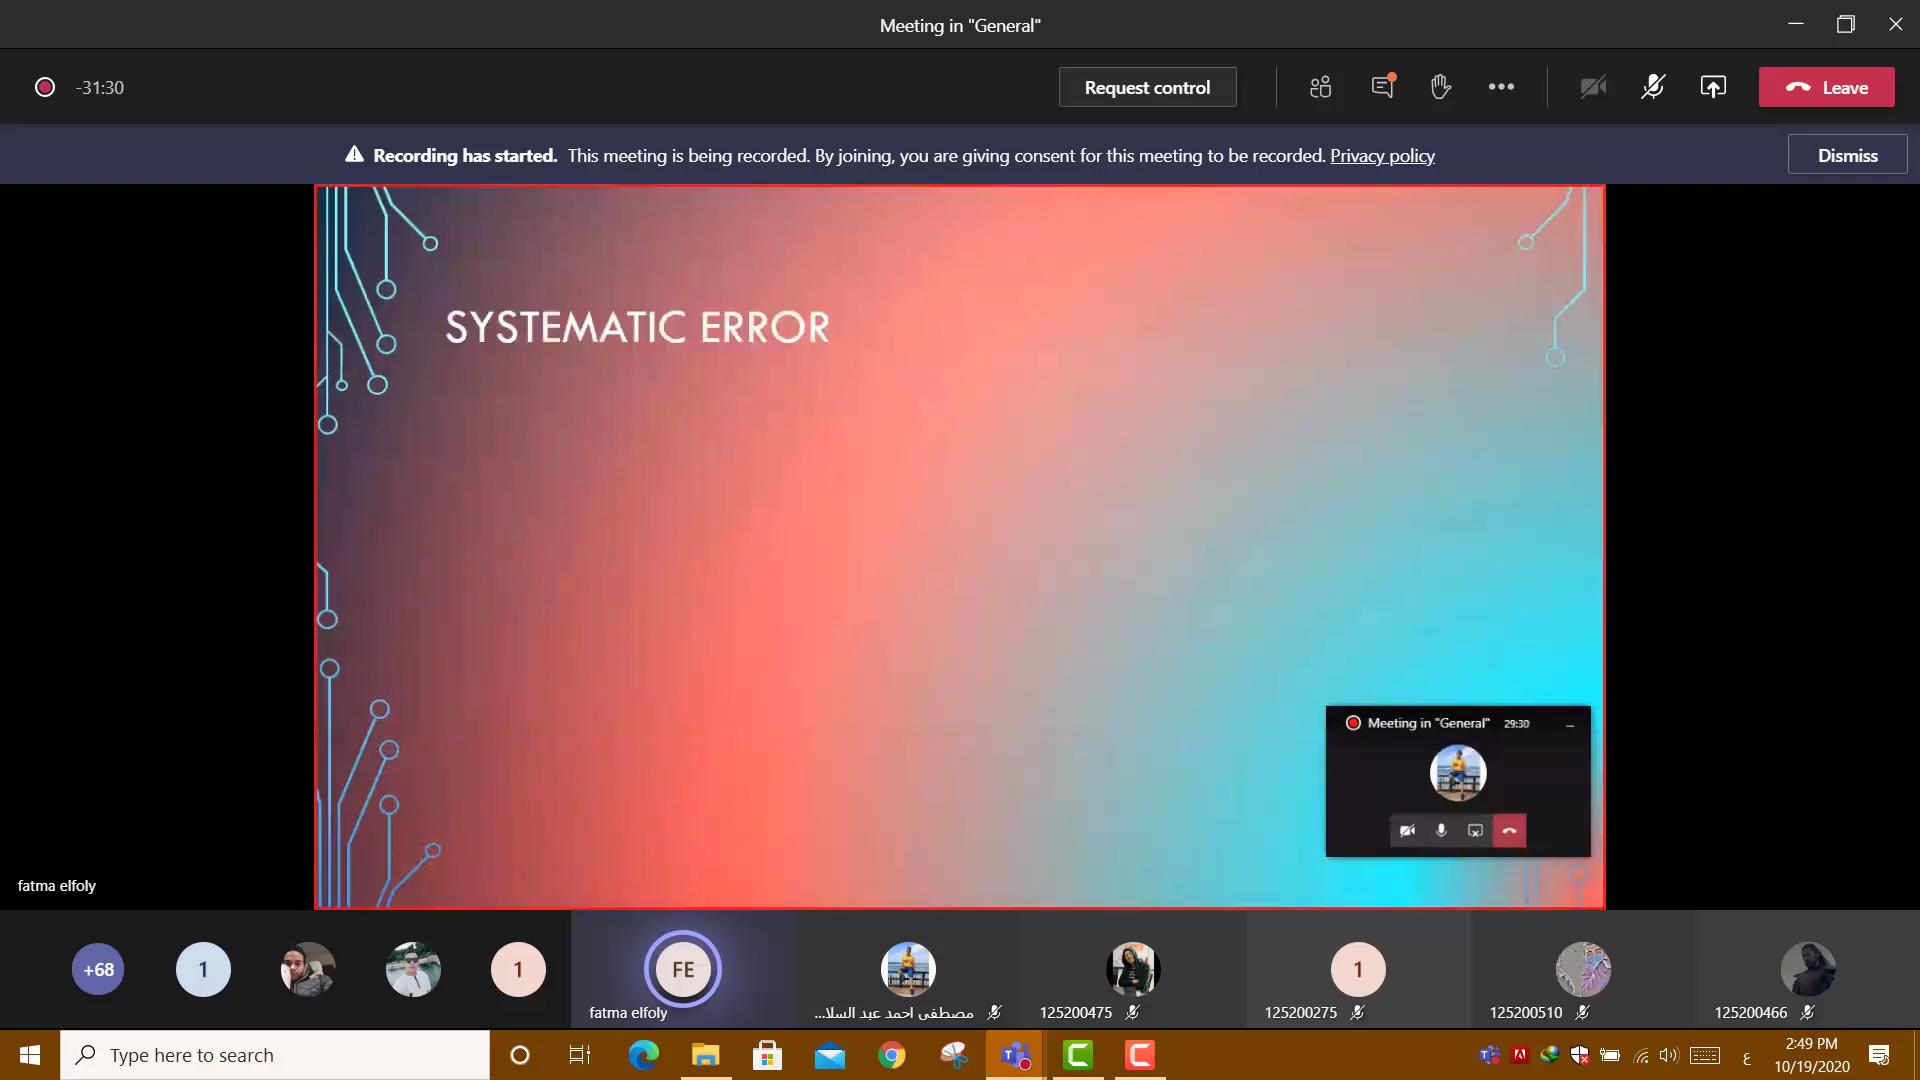 Meeting in "General"
-31:30
Request control
Leave
Recording has started. This meeting is being recorded. By joining, you are giving consent for this meeting to be recorded. Privacy policy
Dismiss
SYSTEMATIC ERROR
Meeting in "General" 29:30
fatma elfoly
+68
1
1
FE
1
fatma elfoly
مصطفى احمد عبد السلا...
125200475
125200275
125200510
125200466
Type here to search
ع
2:49 PM
10/19/2020